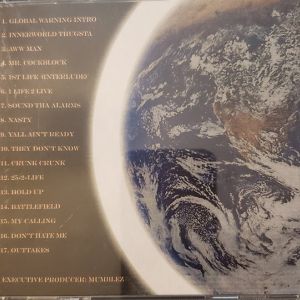 1. GLOBAL WARNING INTRO
2. INNERWORLD THUGSTA
3. AWW MAN
4. MR. COCKBLOCK
5. 1ST LIFE (INTERLUDE)
6. 1 LIFE 2 LIVE
7. SOUND THA ALARMS
8. NASTY
9. YALL AIN'T READY
10. THEY DON'T KNOW
11. CRUNK CRUNK
12. 25-2-LIFE
13. HOLD UP
14. BATTLEFIELD
15. MY CALLING
16. DON'T HATE ME
17. OUTTAKES
EXECUTIVE PRODUCER: MUMBLEZ